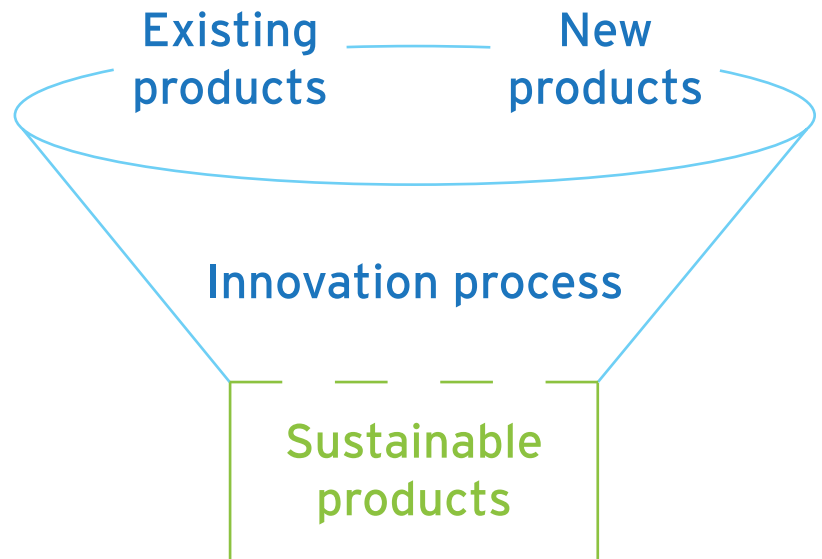 Existing
products
New
products
Innovation process
Sustainable
products